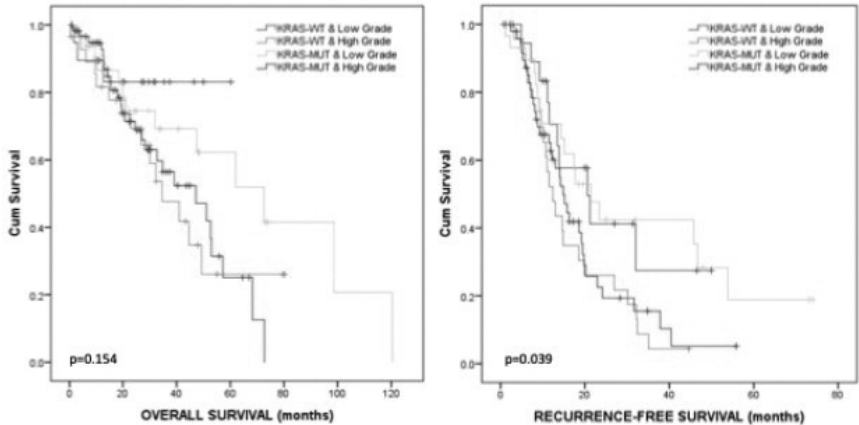 KRAS-WT & Low Grade
KRAS-WT & High Grade
KRAS-MUT & Low Grade
KRAS-MUT & High Grade
Cum Survival
1.0
0.8
0.6
0.4
0.2
0.0
p=0.154
0 20 40 60 80 100 120
OVERALL SURVIVAL (months)
KRAS-WT & Low Grade
KRAS-WT & High Grade
KRAS-MUT & Low Grade
KRAS-MUT & High Grade
Cum Survival
1.0
0.8
0.6
0.4
0.2
0.0
p=0.039
0 20 40 60 80
RECURRENCE-FREE SURVIVAL (months)